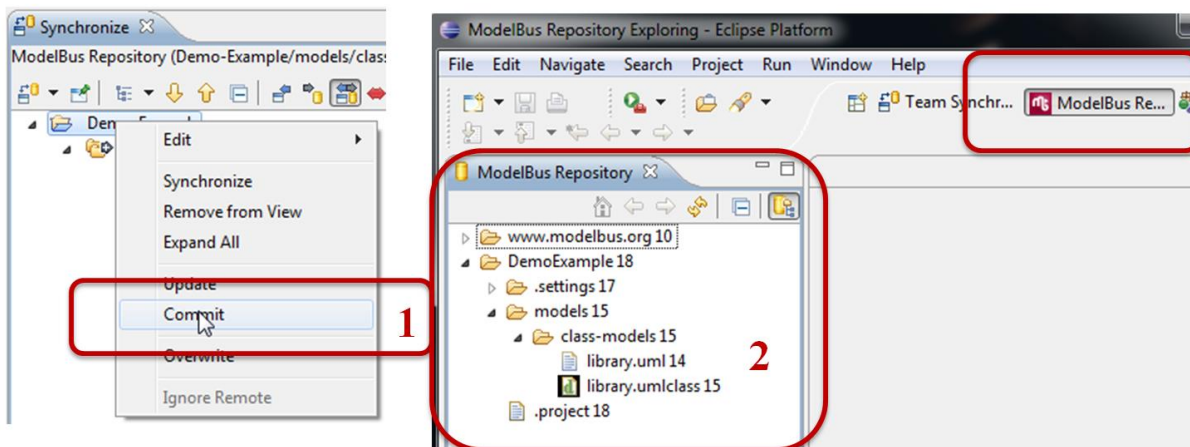 Synchronize
ModelBus Repository (Demo-Example/models/clas
Edit
Synchronize
Remove from View
Expand All
Update
Commit
Overwrite
Ignore Remote
1
ModelBus Repository Exploring - Eclipse Platform
File Edit Navigate Search Project Run Window Help
Team Synchr... ModelBus Re...
ModelBus Repository
www.modelbus.org 10
DemoExample 18
.settings 17
models 15
class-models 15
library.uml 14
library.umlclass 15
.project 18
2